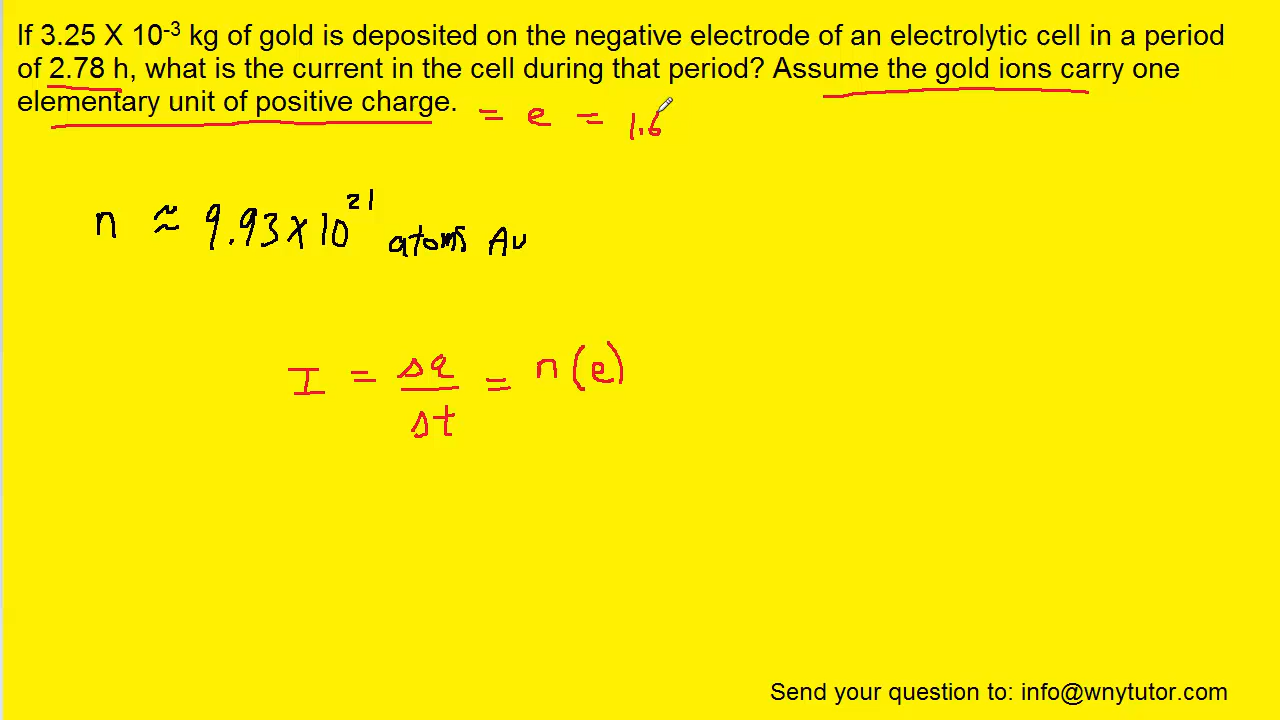 If 3.25 X 10⁻³ kg of gold is deposited on the negative electrode of an electrolytic cell in a period
of 2.78 h, what is the current in the cell during that period? Assume the gold ions carry one
elementary unit of positive charge.
= e = 1.6
n ≈ 9.93 x 10²¹ atoms Au
I = Δq/Δt = n(e)
Send your question to: info@wnytutor.com